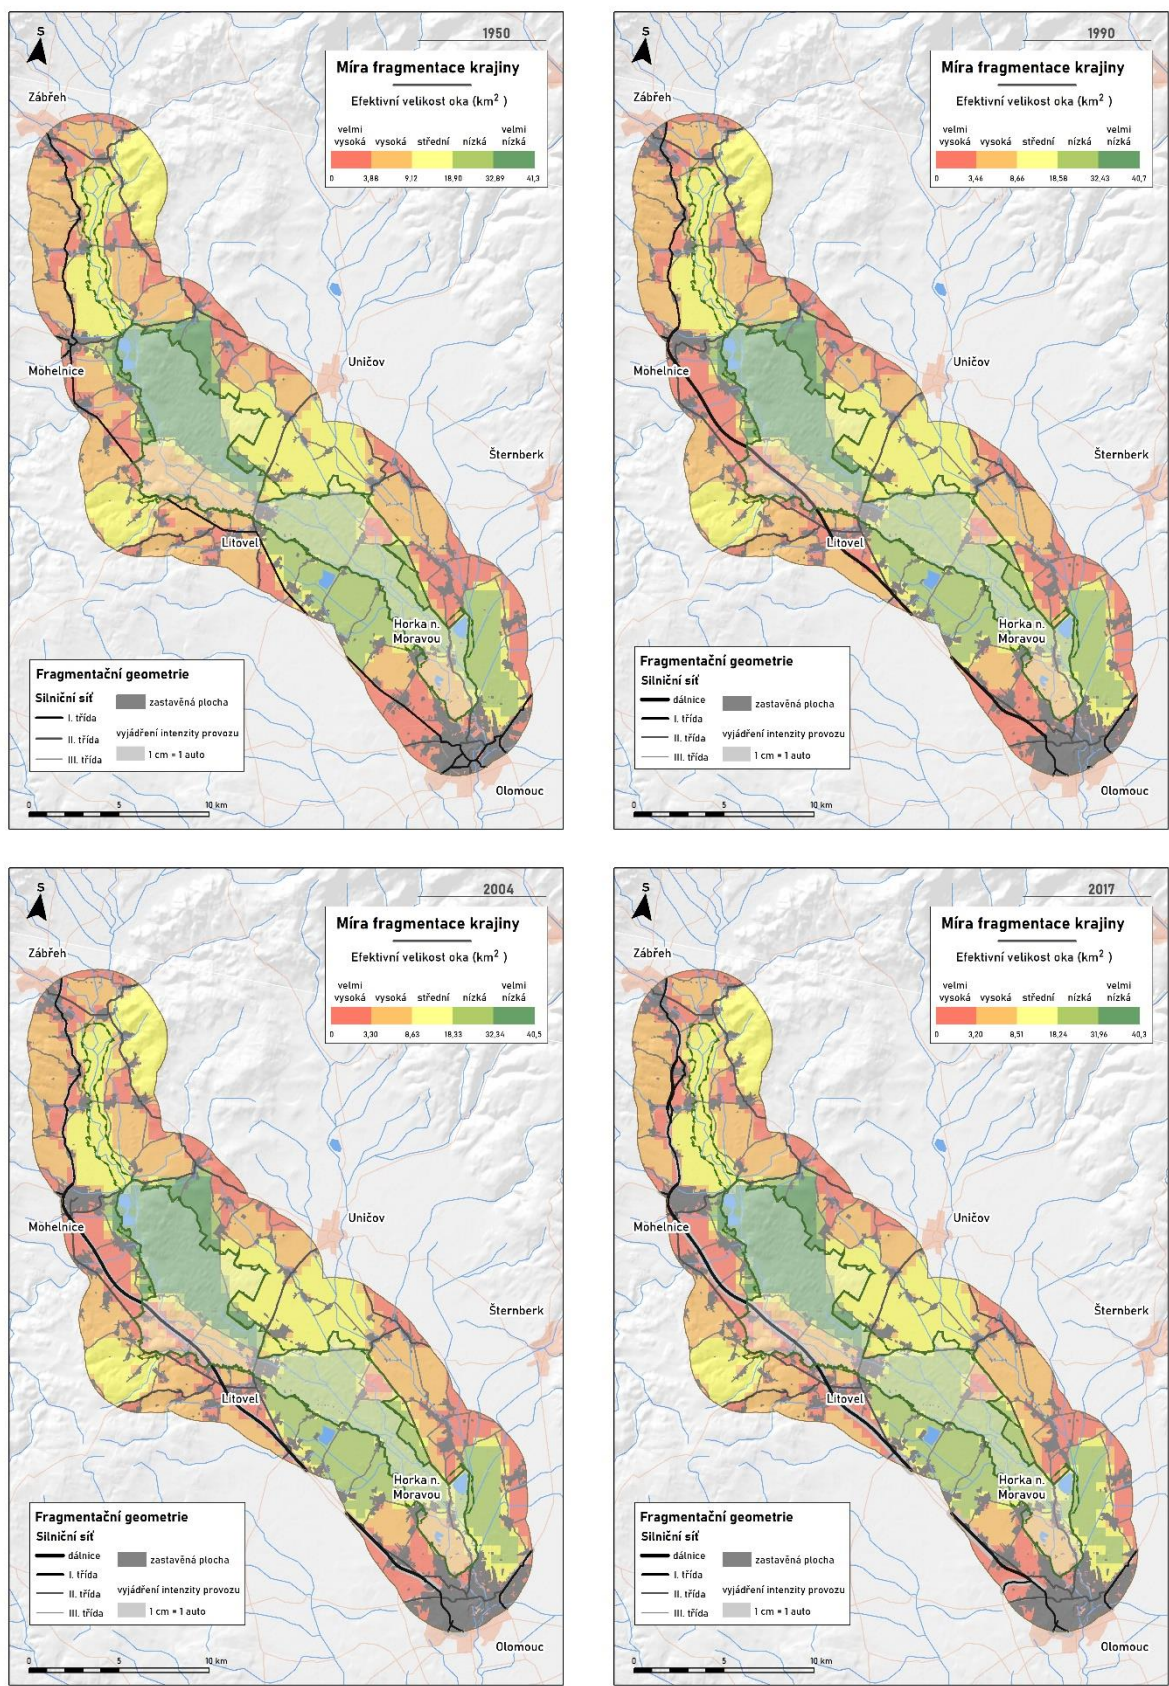 1950
S
Míra fragmentace krajiny
Efektivní velikost oka (km² )
velmi velmi
vysoká vysoká střední nízká nízká
0 3,88 9,12 18,90 32,89 41,3
Zábřeh
Uničov
Mohelnice
Šternberk
Litovel
Horka n.
Moravou
Olomouc
Fragmentační geometrie
Silniční síť
I. třída
II. třída
III. třída
zastavěná plocha
vyjádření intenzity provozu
1 cm = 1 auto
0 5 10 km
1990
S
Míra fragmentace krajiny
Efektivní velikost oka (km² )
velmi velmi
vysoká vysoká střední nízká nízká
0 3,46 8,66 18,58 32,43 40,7
Zábřeh
Uničov
Mohelnice
Šternberk
Litovel
Horka n.
Moravou
Olomouc
Fragmentační geometrie
Silniční síť
dálnice
I. třída
II. třída
III. třída
zastavěná plocha
vyjádření intenzity provozu
1 cm = 1 auto
0 5 10 km
2004
S
Míra fragmentace krajiny
Efektivní velikost oka (km² )
velmi velmi
vysoká vysoká střední nízká nízká
0 3,30 8,63 18,33 32,34 40,5
Zábřeh
Uničov
Mohelnice
Šternberk
Litovel
Horka n.
Moravou
Olomouc
Fragmentační geometrie
Silniční síť
dálnice
I. třída
II. třída
III. třída
zastavěná plocha
vyjádření intenzity provozu
1 cm = 1 auto
0 5 10 km
2017
S
Míra fragmentace krajiny
Efektivní velikost oka (km² )
velmi velmi
vysoká vysoká střední nízká nízká
0 3,20 8,51 18,24 31,96 40,3
Zábřeh
Uničov
Mohelnice
Šternberk
Litovel
Horka n.
Moravou
Olomouc
Fragmentační geometrie
Silniční síť
dálnice
I. třída
II. třída
III. třída
zastavěná plocha
vyjádření intenzity provozu
1 cm = 1 auto
0 5 10 km